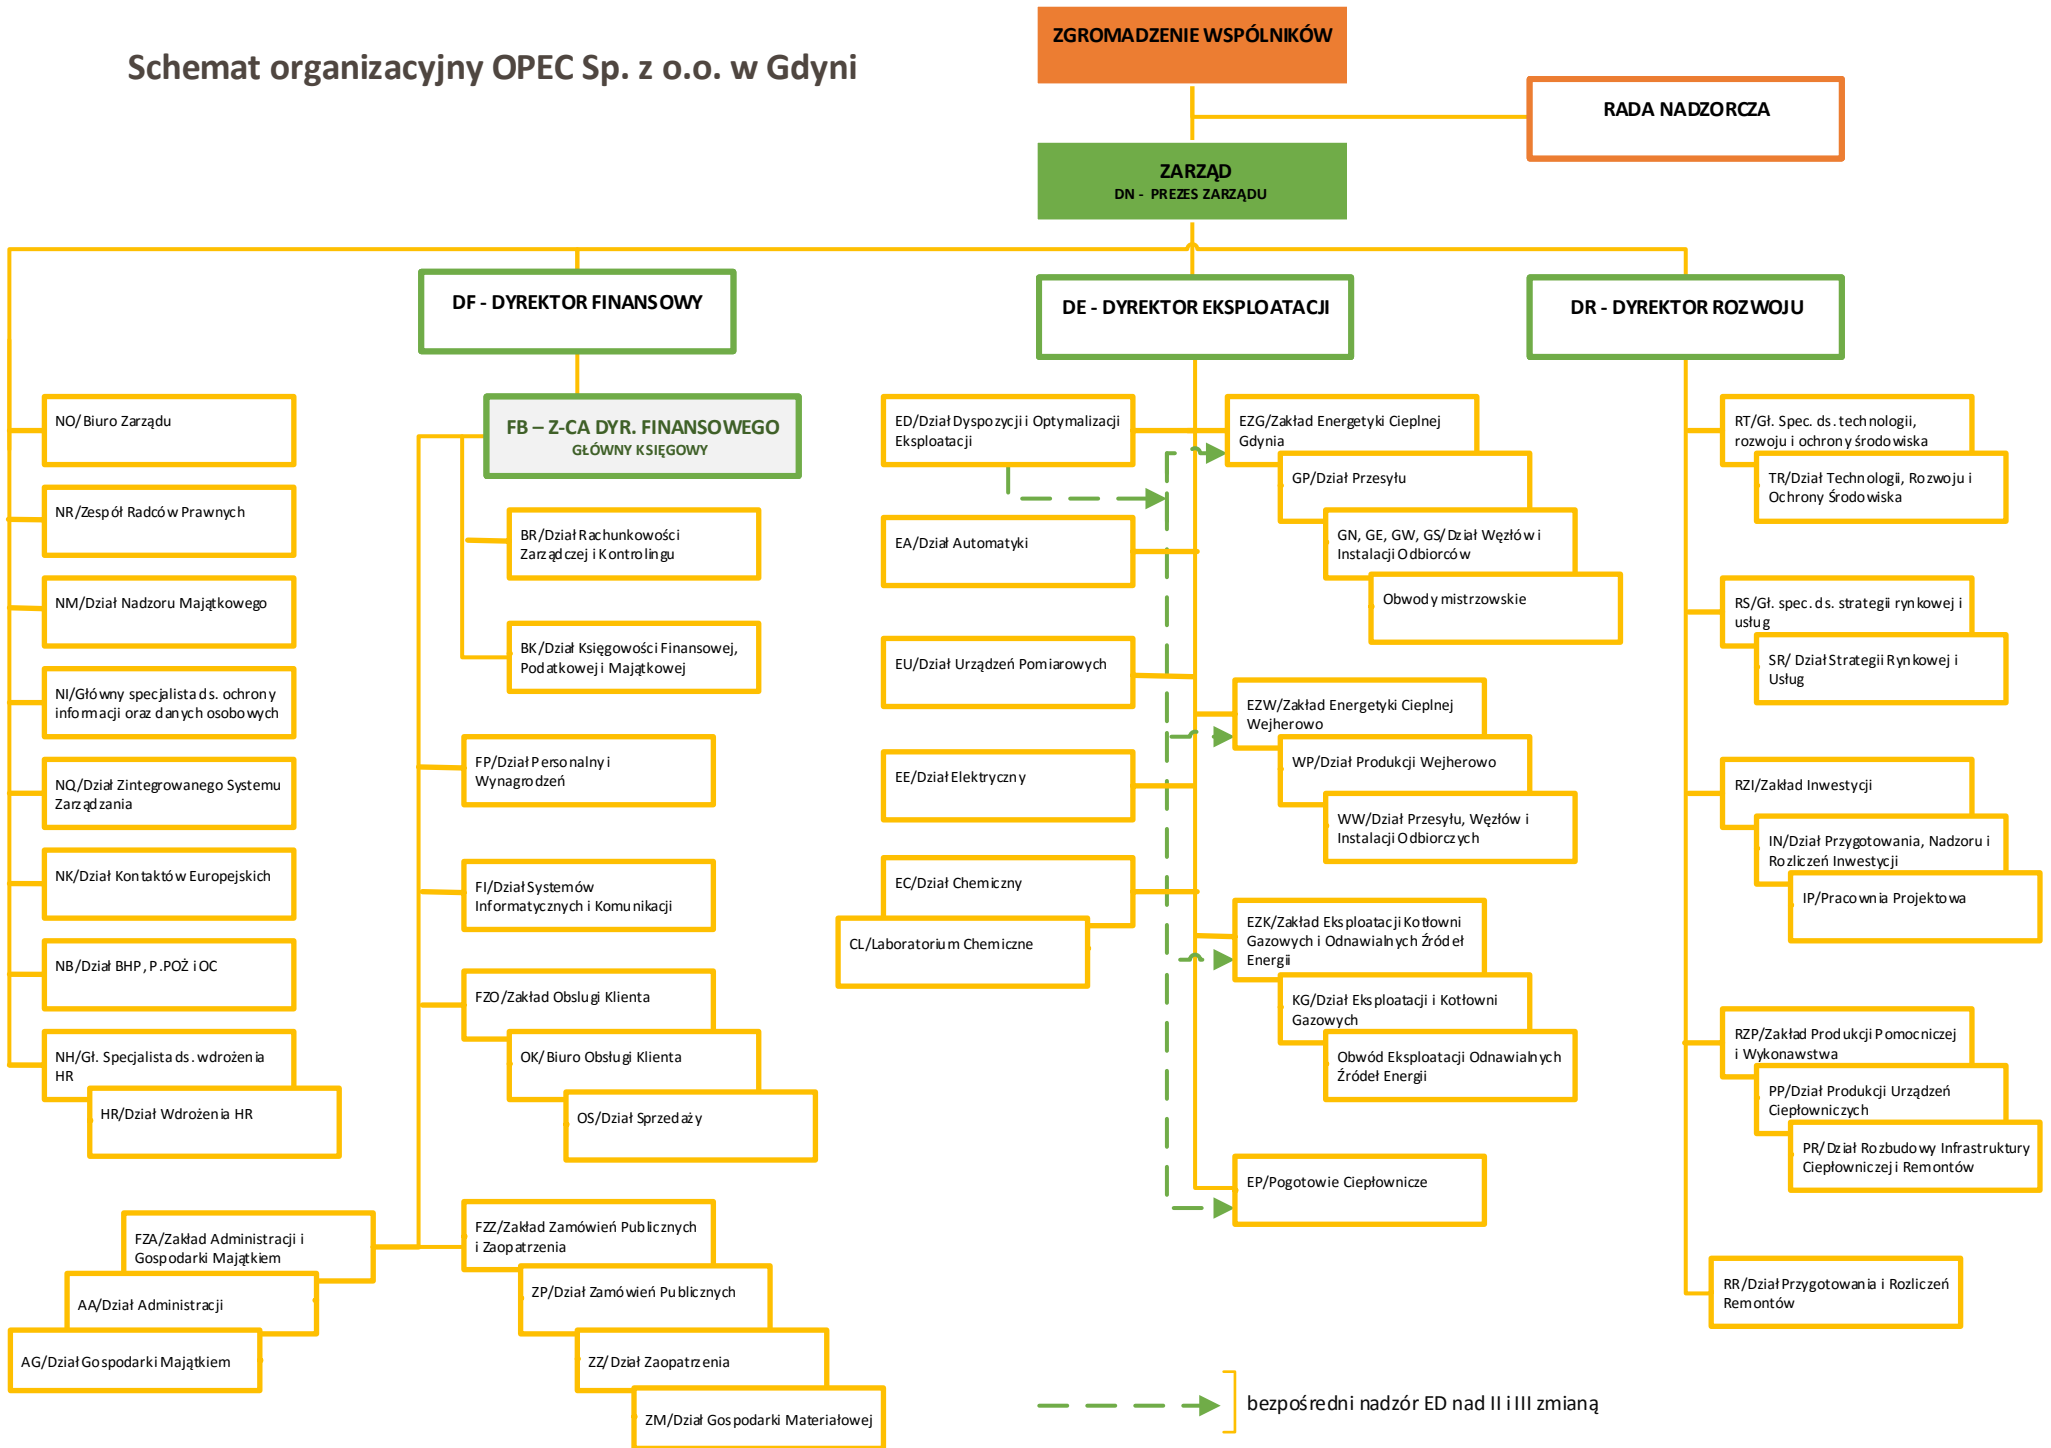 Schemat organizacyjny OPEC Sp. z o.o. w Gdyni
ZGROMADZENIE WSPÓLNIKÓW
RADA NADZORCZA
ZARZĄD
DN - PREZES ZARZĄDU
DF - DYREKTOR FINANSOWY
DE - DYREKTOR EKSPLOATACJI
DR - DYREKTOR ROZWOJU
NO/Biuro Zarządu
NR/Zespół Radców Prawnych
NM/Dział Nadzoru Majątkowego
NI/Główny specjalista ds. ochrony
informacji oraz danych osobowych
NQ/Dział Zintegrowanego Systemu
Zarządzania
NK/Dział Kontaktów Europejskich
NB/Dział BHP, P.POŻ i OC
NH/Gł. Specjalista ds. wdrożenia
HR
HR/Dział Wdrożenia HR
FB – Z-CA DYR. FINANSOWEGO
GŁÓWNY KSIĘGOWY
BR/Dział Rachunkowości
Zarządczej i Kontrolingu
BK/Dział Księgowości Finansowej,
Podatkowej i Majątkowej
FP/Dział Personalny i
Wynagrodzeń
FI/Dział Systemów
Informatycznych i Komunikacji
FZO/Zakład Obslugi Klienta
OK/Biuro Obsługi Klienta
OS/Dział Sprzedaży
FZA/Zakład Administracji i
Gospodarki Majątkiem
AA/Dział Administracji
AG/Dział Gospodarki Majątkiem
FZZ/Zakład Zamówień Publicznych
i Zaopatrzenia
ZP/Dział Zamówień Publicznych
ZZ/Dział Zaopatrzenia
ZM/Dział Gospodarki Materiałowej
ED/Dział Dyspozycji i Optymalizacji
Eksploatacji
EA/Dział Automatyki
EU/Dział Urządzeń Pomiarowych
EE/Dział Elektryczny
EC/Dział Chemiczny
CL/Laboratorium Chemiczne
EZG/Zakład Energetyki Cieplnej
Gdynia
GP/Dział Przesyłu
GN, GE, GW, GS/Dział Węzłów i
Instalacji Odbiorców
Obwody mistrzowskie
EZW/Zakład Energetyki Cieplnej
Wejherowo
WP/Dział Produkcji Wejherowo
WW/Dział Przesyłu, Węzłów i
Instalacji Odbiorczych
EZK/Zakład Eksploatacji Kotłowni
Gazowych i Odnawialnych Źródeł
Energii
KG/Dział Eksploatacji i Kotłowni
Gazowych
Obwód Eksploatacji Odnawialnych
Źródeł Energii
EP/Pogotowie Ciepłownicze
RT/Gł. Spec. ds. technologii,
rozwoju i ochrony środowiska
TR/Dział Technologii, Rozwoju i
Ochrony Środowiska
RS/Gł. spec. ds. strategii rynkowej i
usług
SR/ Dział Strategii Rynkowej i
Usług
RZI/Zakład Inwestycji
IN/Dział Przygotowania, Nadzoru i
Rozliczeń Inwestycji
IP/Pracownia Projektowa
RZP/Zakład Produkcji Pomocniczej
i Wykonawstwa
PP/Dział Produkcji Urządzeń
Ciepłowniczych
PR/Dział Rozbudowy Infrastruktury
Ciepłowniczej i Remontów
RR/Dział Przygotowania i Rozliczeń
Remontów
bezpośredni nadzór ED nad II i III zmianą